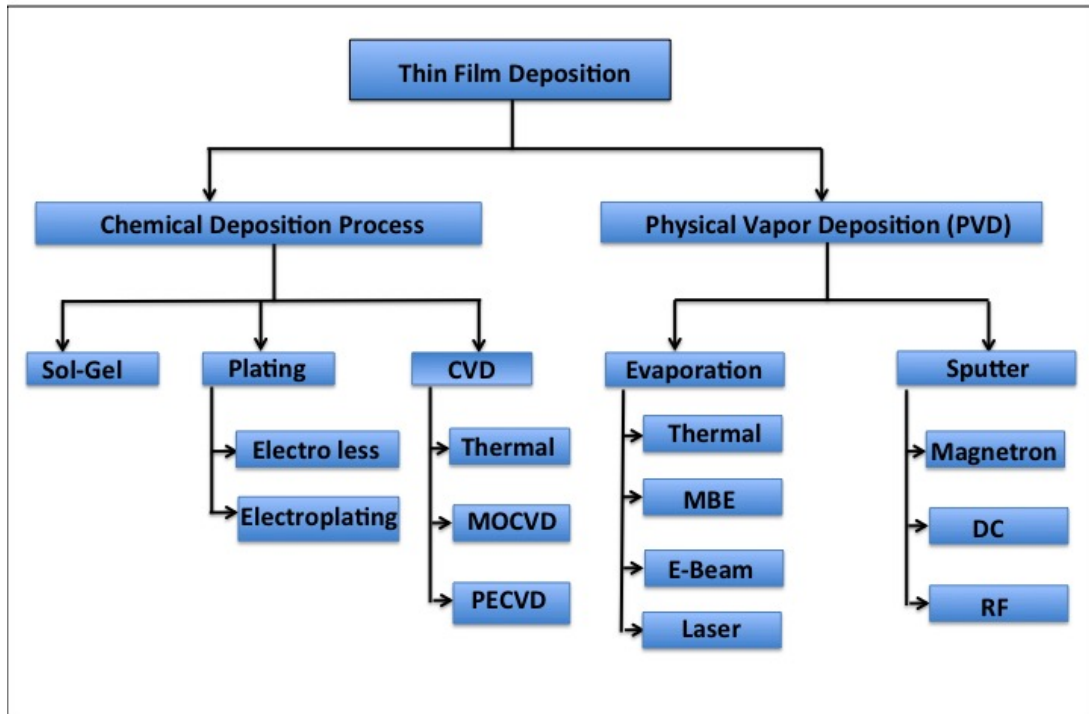 Thin Film Deposition
Chemical Deposition Process
Physical Vapor Deposition (PVD)
Sol-Gel
Plating
CVD
Evaporation
Sputter
Electro less
Electroplating
Thermal
MOCVD
PECVD
Thermal
MBE
E-Beam
Laser
Magnetron
DC
RF